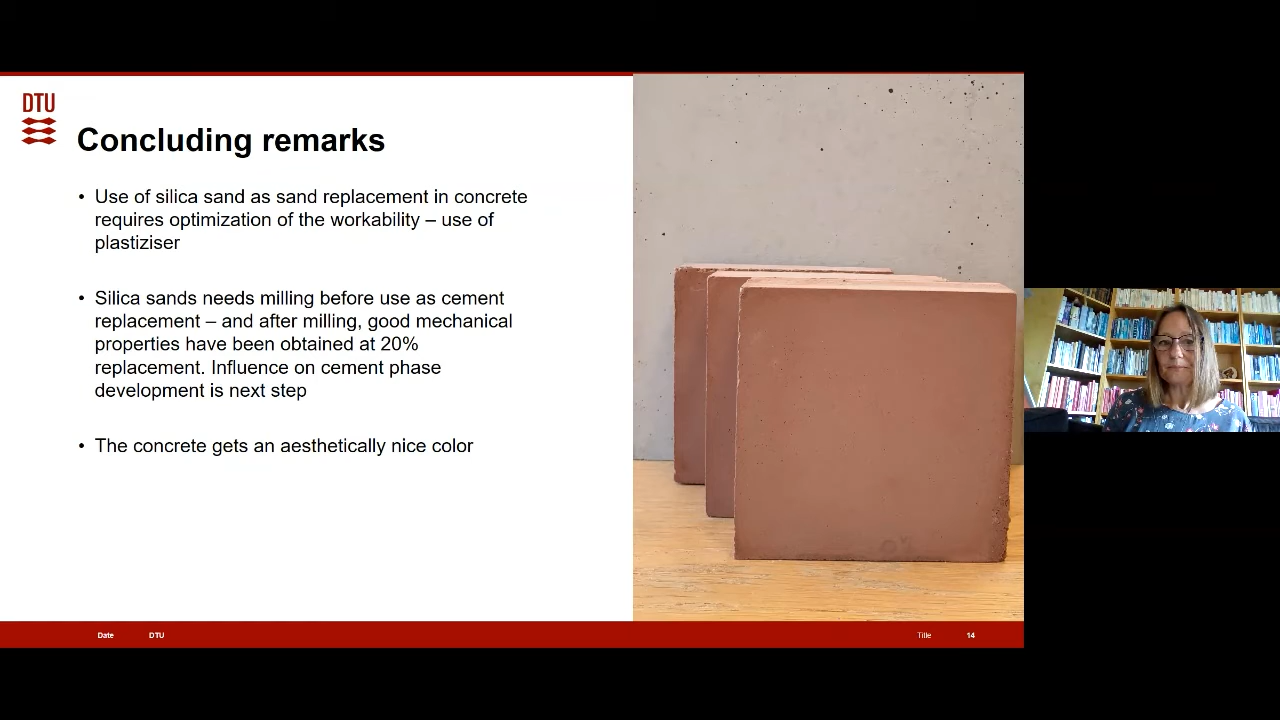 DTU
Concluding remarks
• Use of silica sand as sand replacement in concrete
requires optimization of the workability – use of
plastiziser
• Silica sands needs milling before use as cement
replacement – and after milling, good mechanical
properties have been obtained at 20%
replacement. Influence on cement phase
development is next step
• The concrete gets an aesthetically nice color
Date DTU Title 14